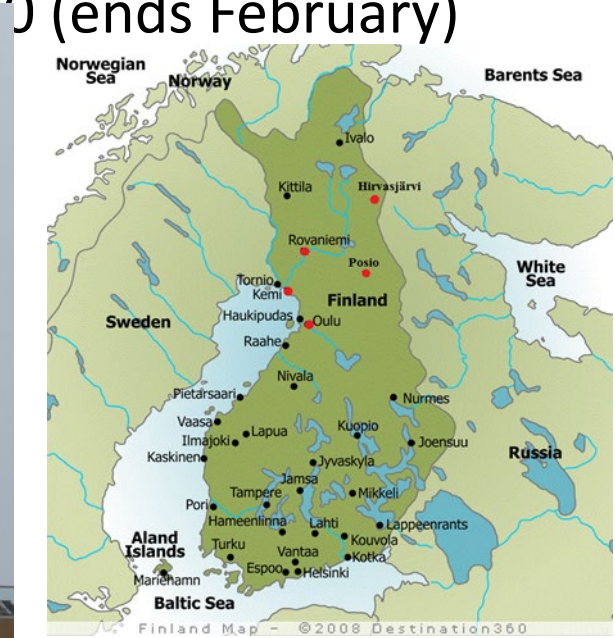 0 (ends February)
Norwegian
Sea
Norway
Barents Sea
Ivalo
Kittila
Hirvasjärvi
Rovaniemi
Posio
White
Sea
Tornio
Kemi
Finland
Sweden
Haukipudas
Oulu
Raahe
Nivala
Pietarsaari
Nurmes
Vaasa
Lapua
Kuopio
Ilmajoki
Joensuu
Kaskinen
Russia
Jyvaskyla
Jamsa
Tampere
Mikkeli
Pori
Hameenlinna
Lahti
Lappeenrants
Kouvola
Aland
Islands
Turku
Vantaa
Kotka
Espoo
Helsinki
Mariehamn
Baltic Sea
Finland Map - ©2008 Destination360